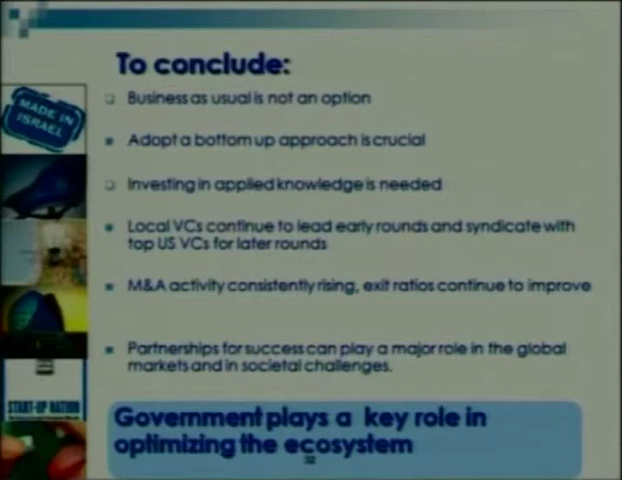 To conclude:
Business as usual is not an option
MADE IN
ISRAEL
Adopt a bottom up approach is crucial
Investing in applied knowledge is needed
Local VCs continue to lead early rounds and syndicate with
top US VCs for later rounds
M&A activity consistently rising, exit ratios continue to improve
Partnerships for success can play a major role in the global
markets and in societal challenges.
START-UP NATION
Government plays a key role in
optimizing the ecosystem